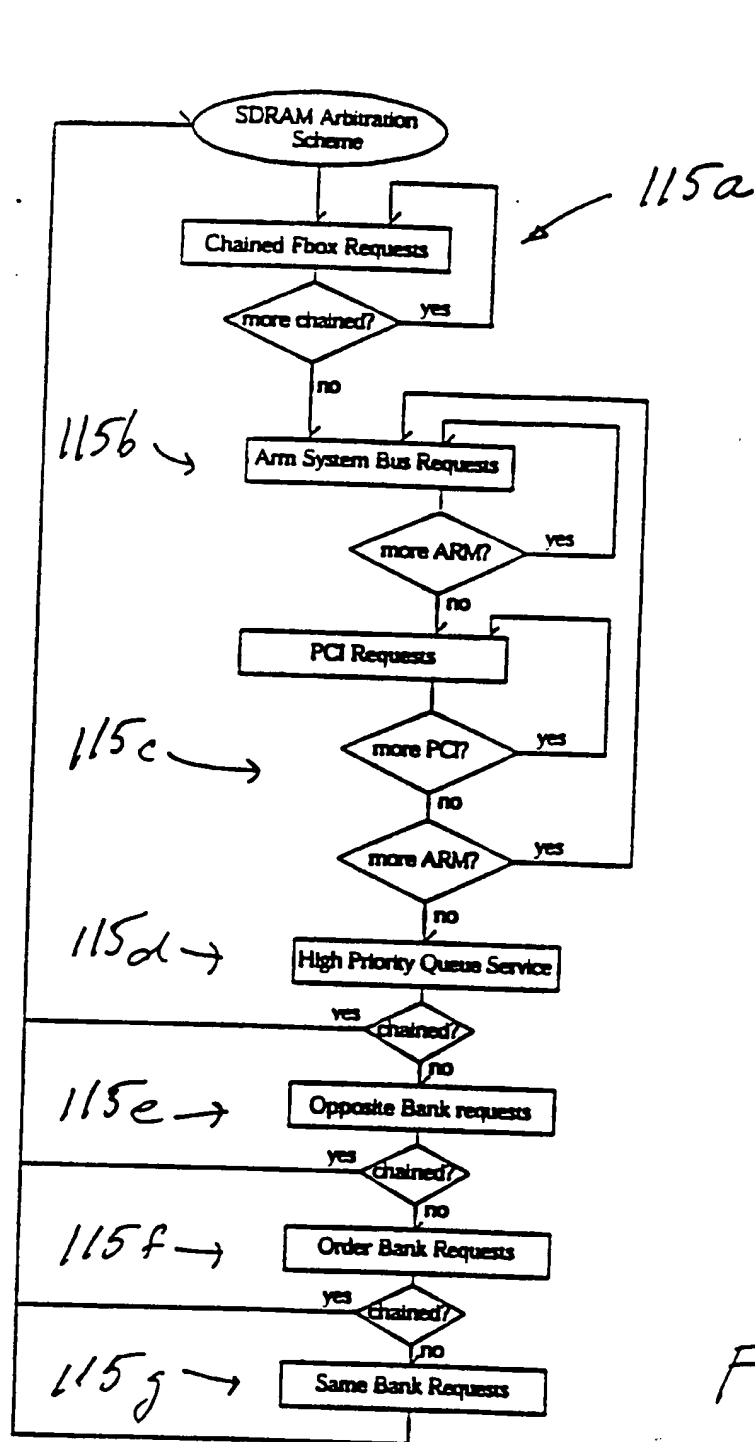 SDRAM Arbitration
Scheme
115a
Chained Fbox Requests
more chained?
yes
no
115b
Arm System Bus Requests
more ARM?
yes
no
PCI Requests
115c
more PCI?
yes
no
more ARM?
yes
no
115d
High Priority Queue Service
yes
chained?
no
115e
Opposite Bank requests
yes
chained?
no
115f
Order Bank Requests
yes
chained?
no
115g
Same Bank Requests
F